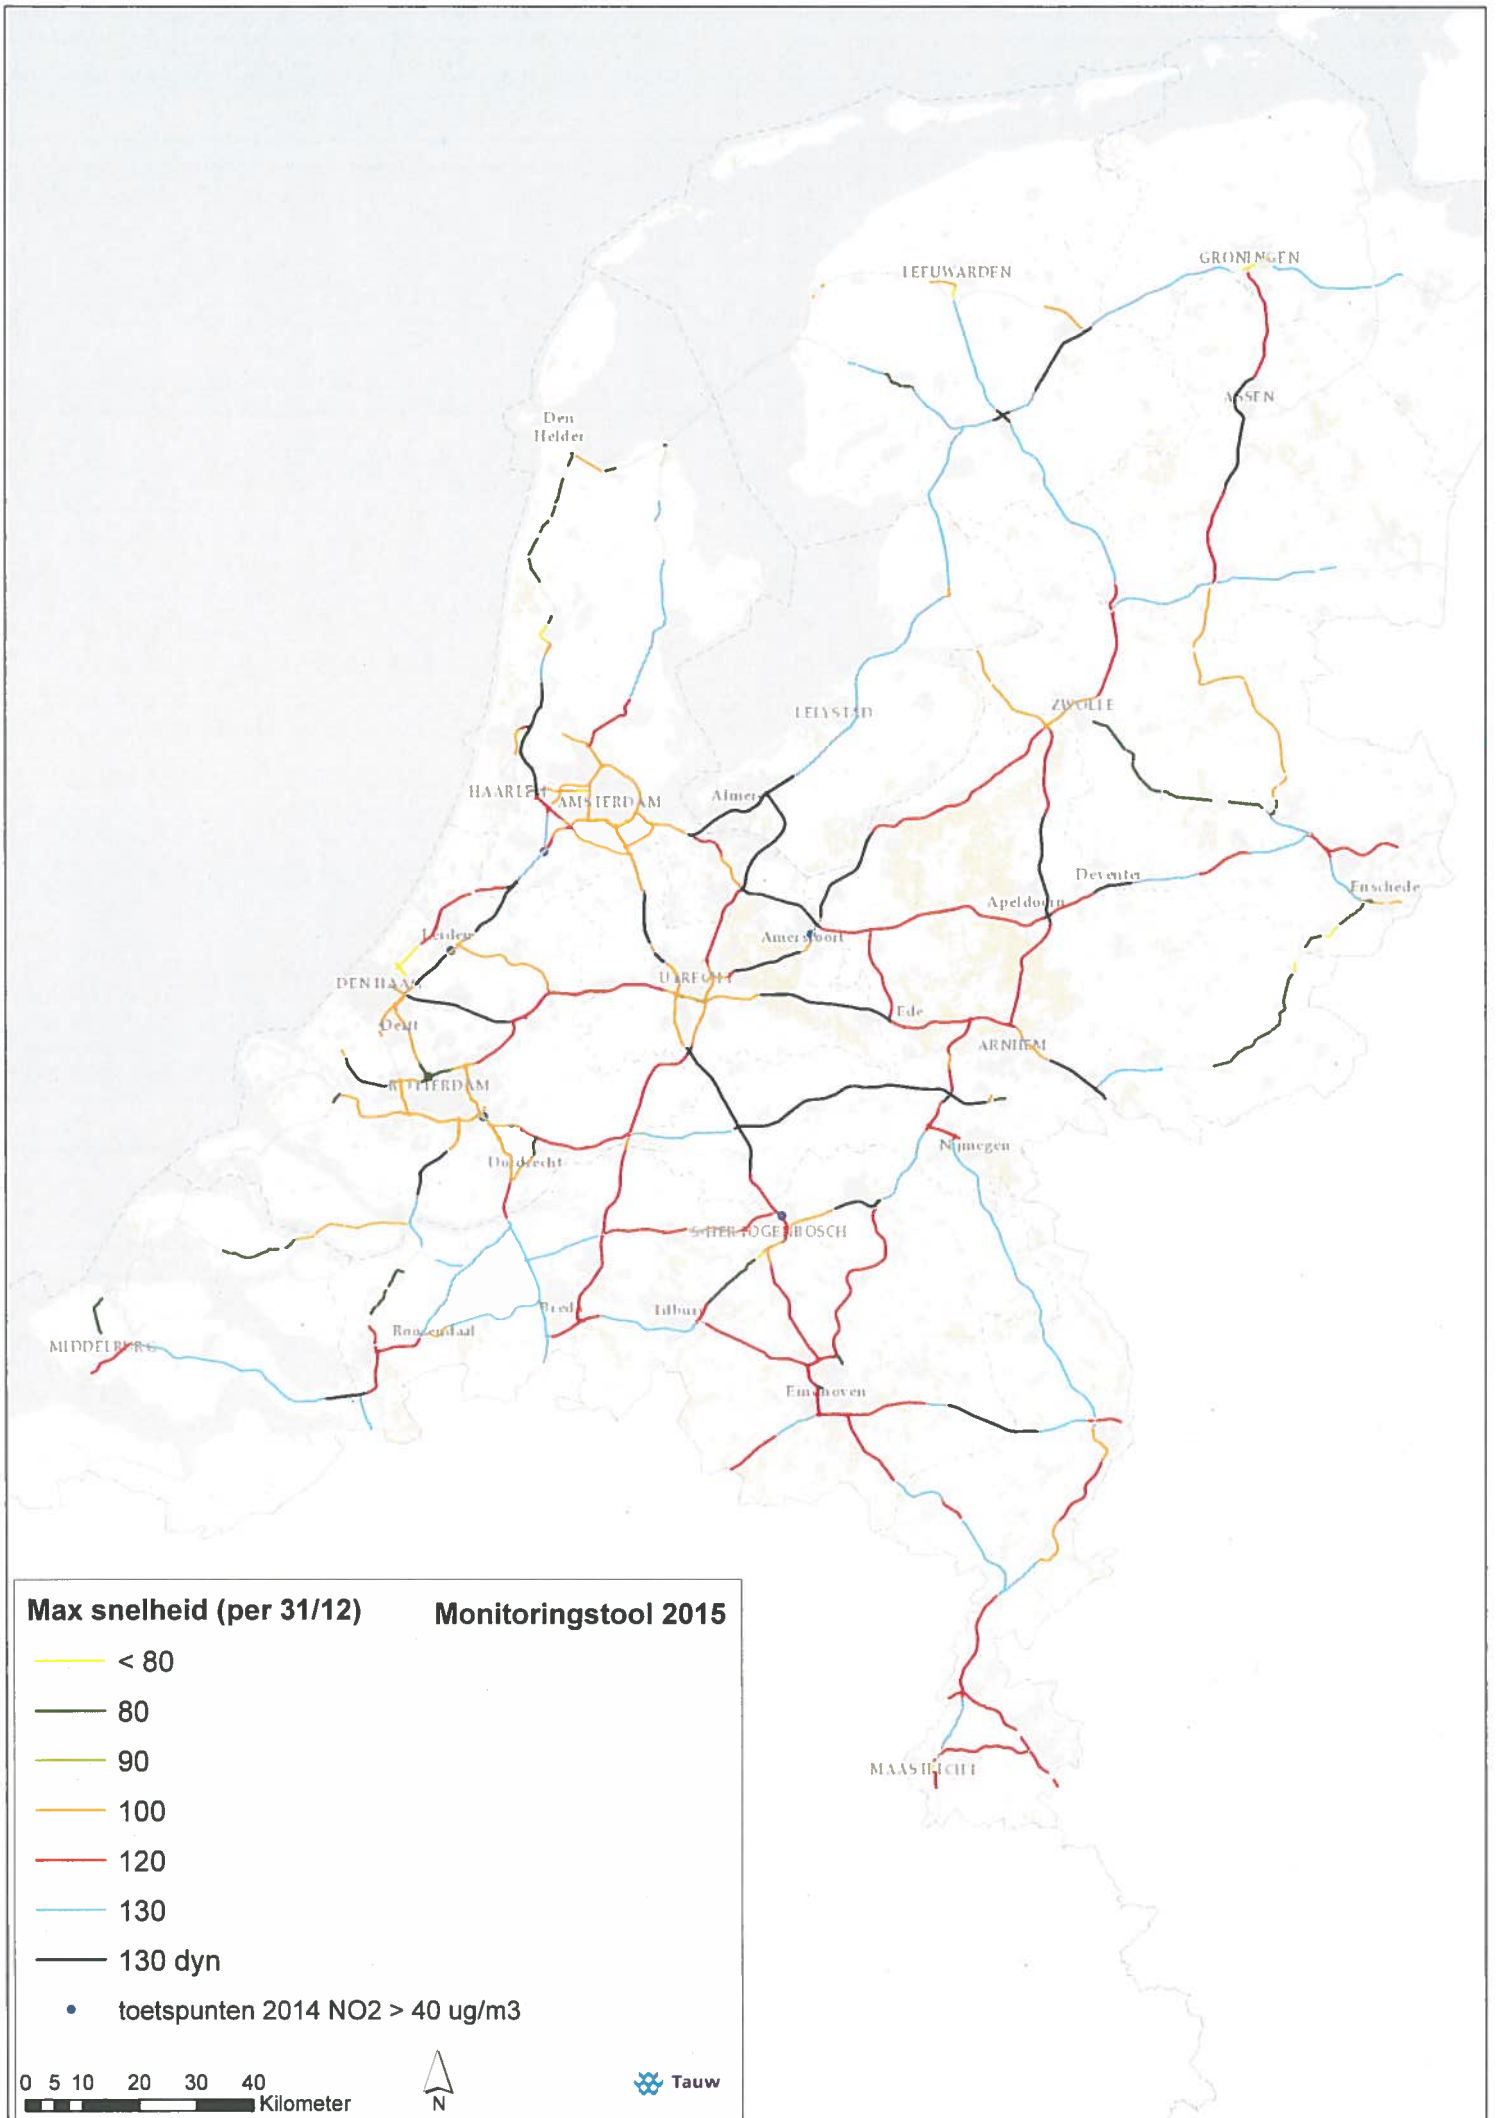 GRONINGEN
LEEUWARDEN
ASSEN
Den
Helder
ZWOLLE
LELYSTAD
HAARLEM
AMSTERDAM
Almere
Deventer
Enschede
Apeldoorn
Leiden
Amersfoort
UTRECHT
DEN HAAG
Ede
Delft
ARNHEM
ROTTERDAM
Nijmegen
Dordrecht
S-HERTOGENBOSCH
Breda
Tilburg
Roosendaal
MIDDELBURG
Eindhoven
MAASTRICHT
Max snelheid (per 31/12) Monitoringstool 2015
< 80
80
90
100
120
130
130 dyn
toetspunten 2014 NO2 > 40 ug/m3
0 5 10 20 30 40
Kilometer
N
Tauw